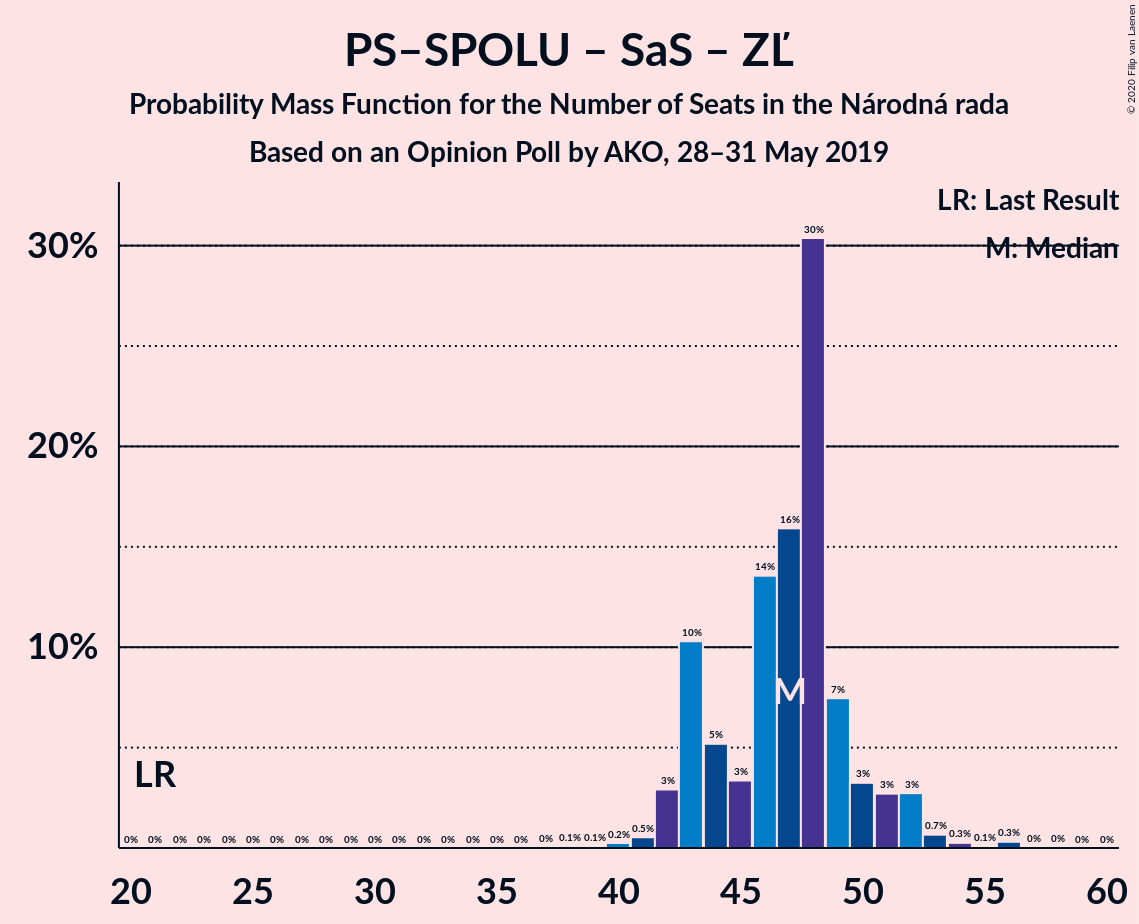 PS–SPOLU – SaS – ZĽ
Probability Mass Function for the Number of Seats in the Národná rada
Based on an Opinion Poll by AKO, 28–31 May 2019
© 2020 Filip van Laenen
LR: Last Result
M: Median
30%
20%
10%
LR
M
0% 0% 0% 0% 0% 0% 0% 0% 0% 0% 0% 0% 0% 0% 0% 0% 0% 0% 0.1% 0.1% 0.2% 0.5% 3% 10% 5% 3% 14% 16% 30% 7% 3% 3% 3% 0.7% 0.3% 0.1% 0.3% 0% 0% 0% 0%
20 25 30 35 40 45 50 55 60